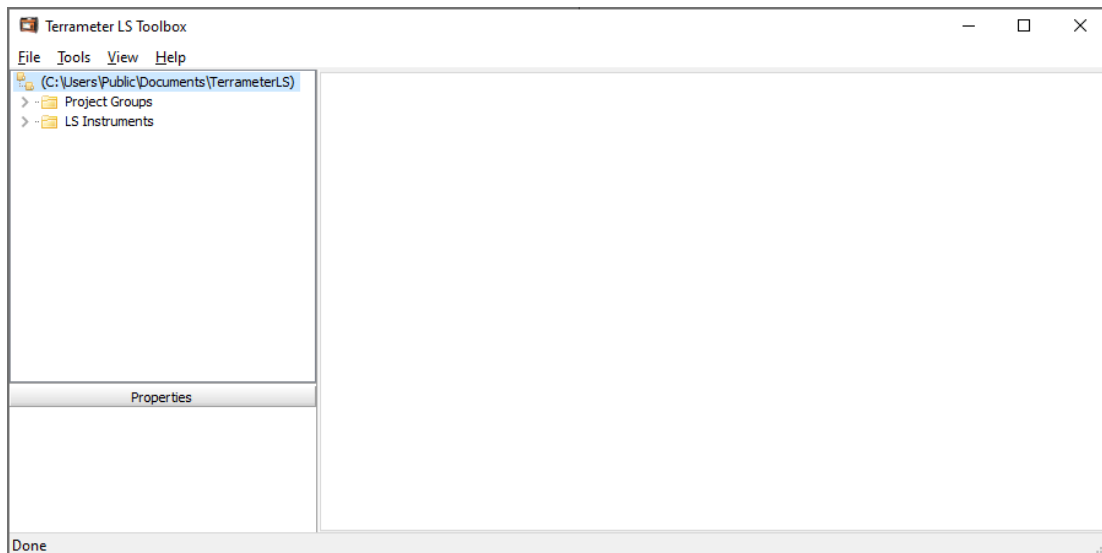 Terrameter LS Toolbox
File Tools View Help
(C:\Users\Public\Documents\TerrameterLS)
Project Groups
LS Instruments
Properties
Done